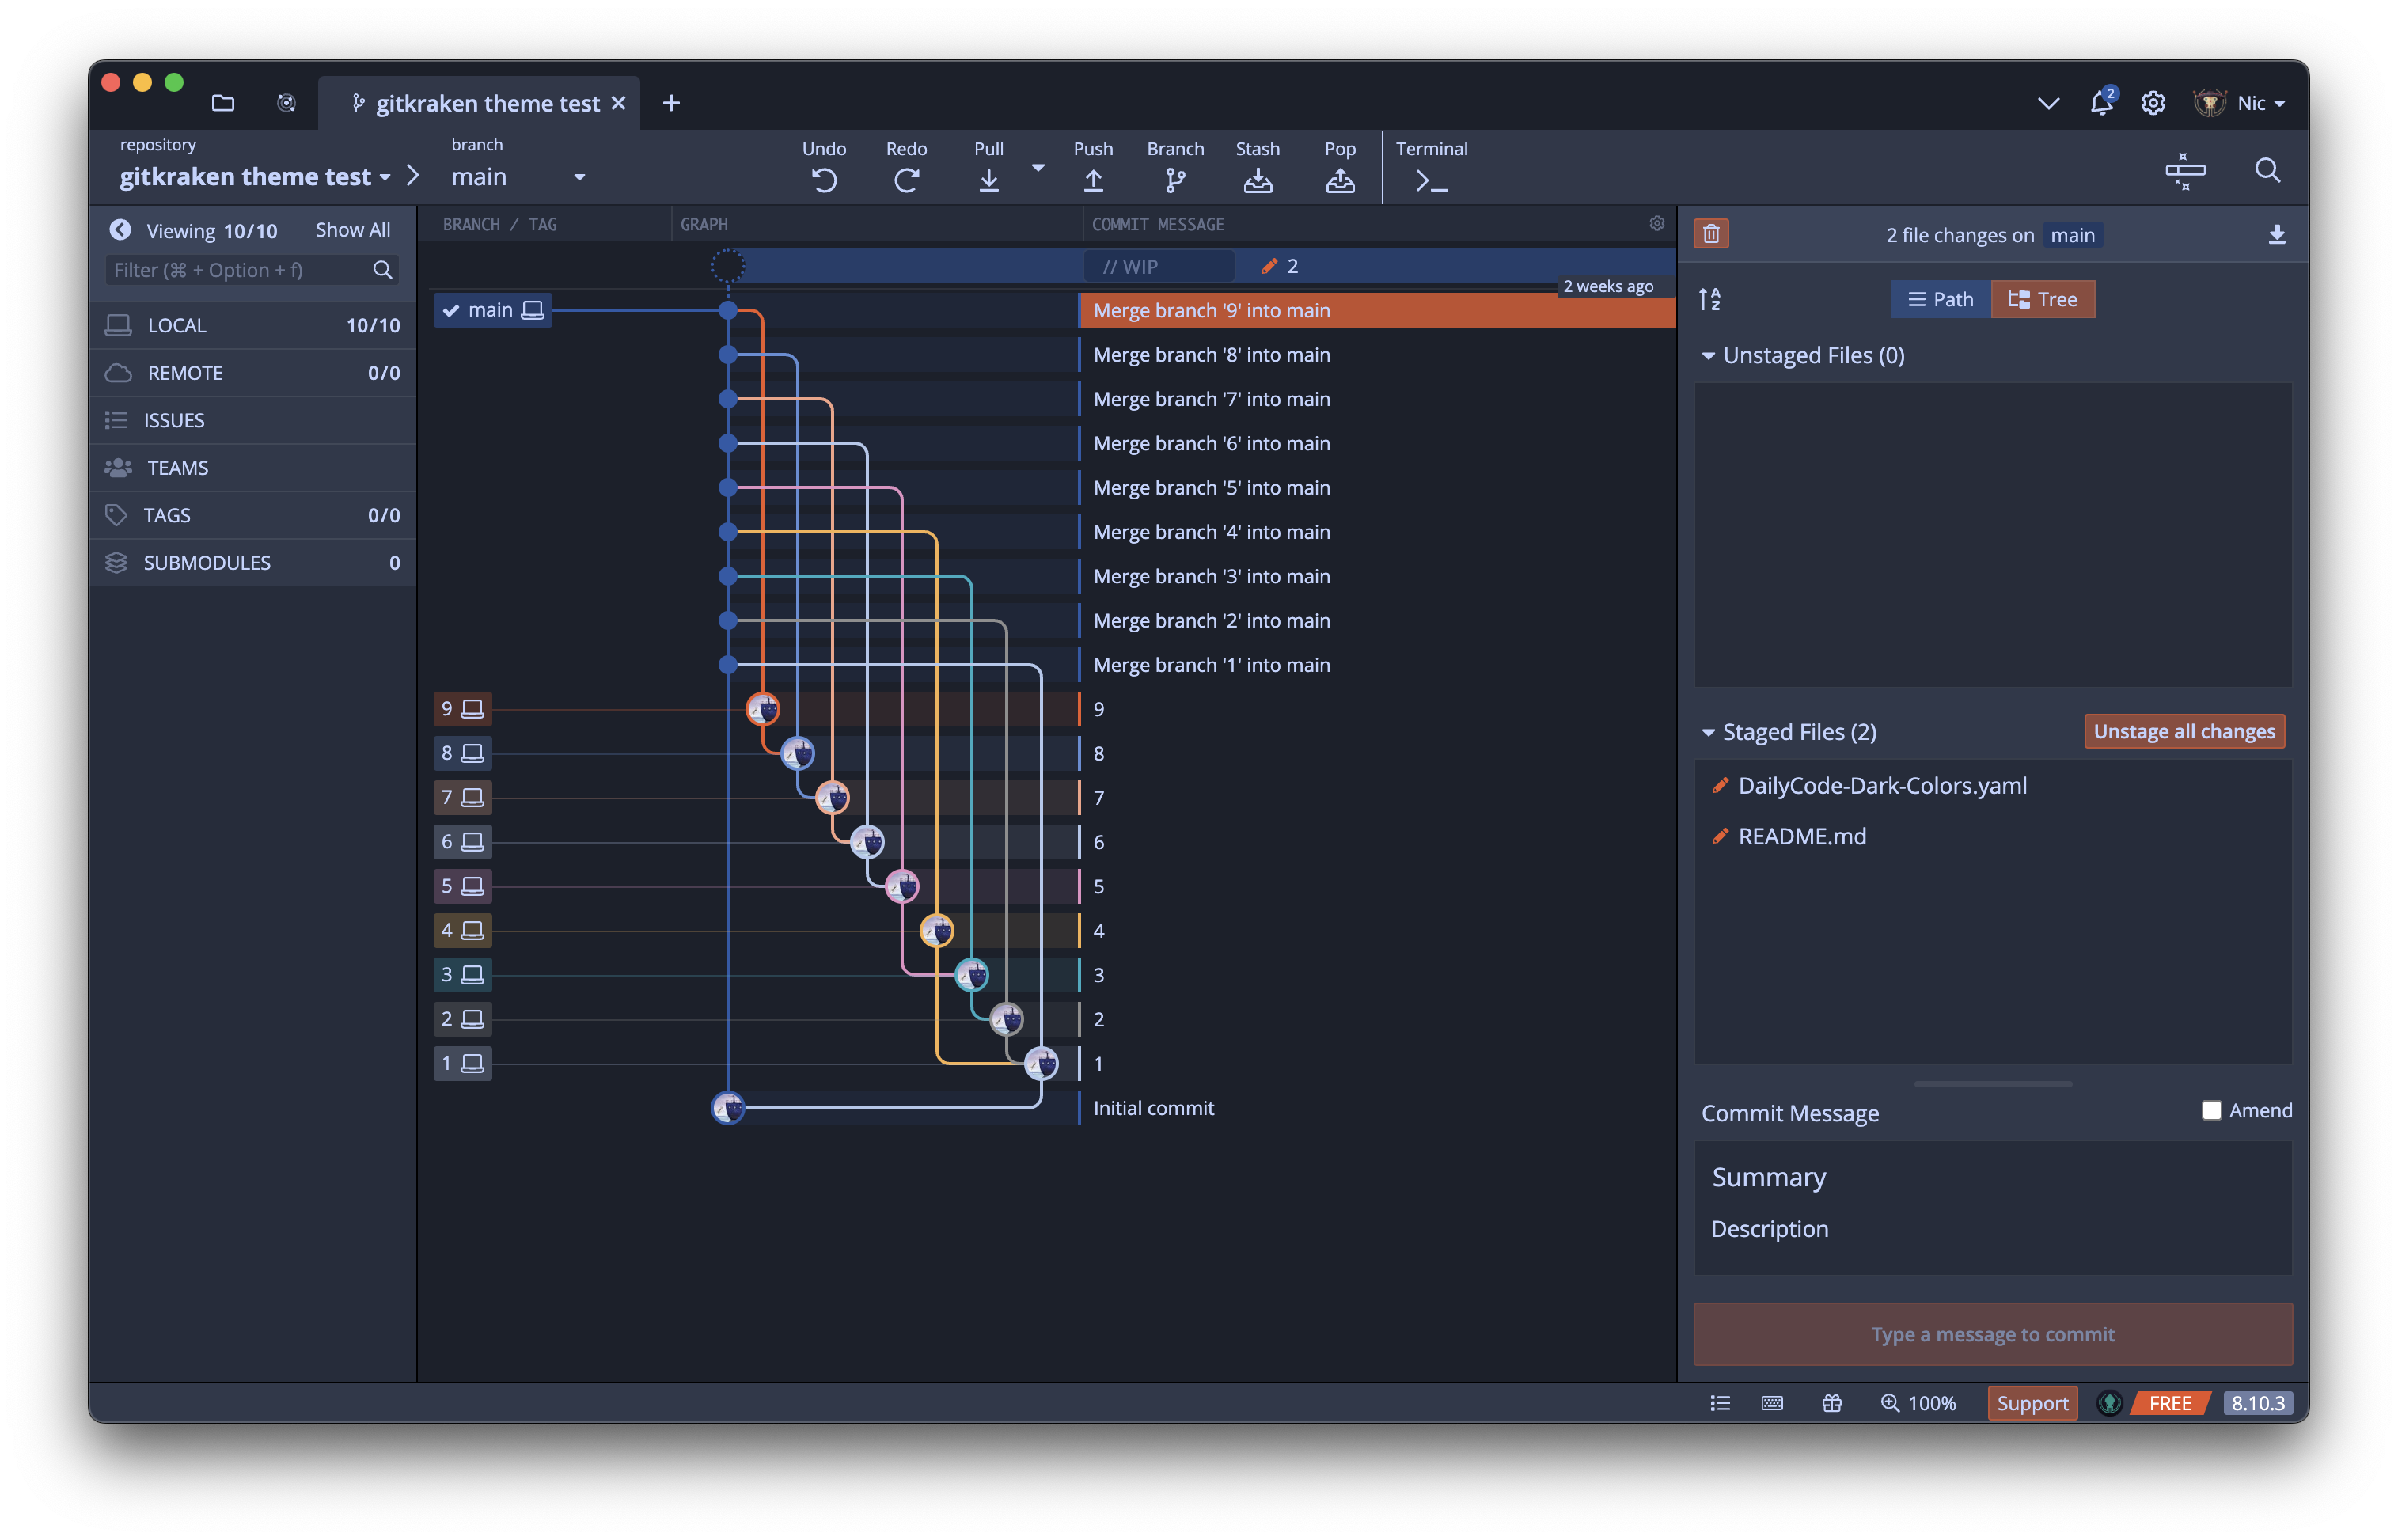 gitkraken theme test
2
Nic
repository
gitkraken theme test
branch
main
Undo
Redo
Pull
Push
Branch
Stash
Pop
Terminal
Viewing 10/10
Show All
Filter (⌘ + Option + f)
LOCAL 10/10
REMOTE 0/0
ISSUES
TEAMS
TAGS 0/0
SUBMODULES 0
BRANCH / TAG
GRAPH
COMMIT MESSAGE
// WIP
2
2 weeks ago
main
Merge branch '9' into main
Merge branch '8' into main
Merge branch '7' into main
Merge branch '6' into main
Merge branch '5' into main
Merge branch '4' into main
Merge branch '3' into main
Merge branch '2' into main
Merge branch '1' into main
9 9
8 8
7 7
6 6
5 5
4 4
3 3
2 2
1 1
Initial commit
2 file changes on main
A
Z
Path
Tree
Unstaged Files (0)
Staged Files (2)
Unstage all changes
DailyCode-Dark-Colors.yaml
README.md
Commit Message
Amend
Summary
Description
Type a message to commit
100%
Support
FREE
8.10.3